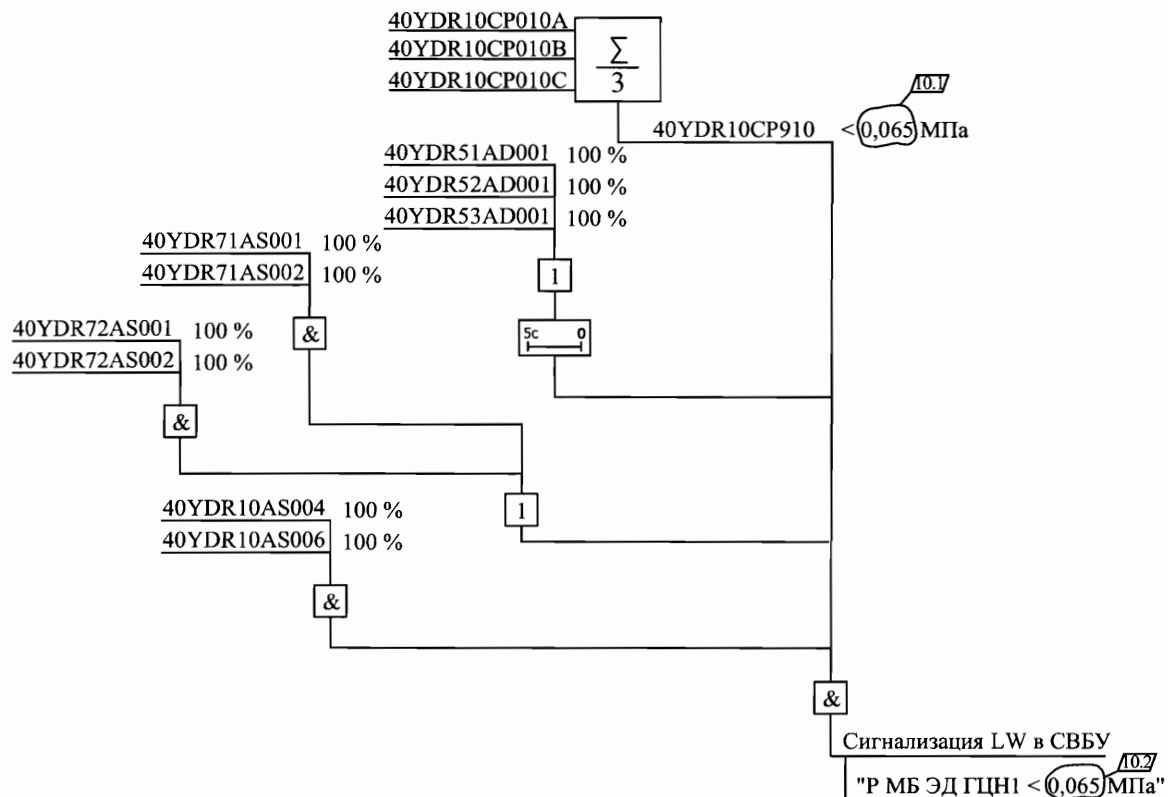 40YDR10CP010A
40YDR10CP010B
40YDR10CP010C
Σ
3
10.1
40YDR10CP910 < 0,065 МПа
40YDR51AD001 100 %
40YDR52AD001 100 %
40YDR53AD001 100 %
1
5с 0
40YDR71AS001 100 %
40YDR71AS002 100 %
&
40YDR72AS001 100 %
40YDR72AS002 100 %
&
1
40YDR10AS004 100 %
40YDR10AS006 100 %
&
&
Сигнализация LW в СВБУ
10.2
"Р МБ ЭД ГЦН1 < 0,065 МПа"